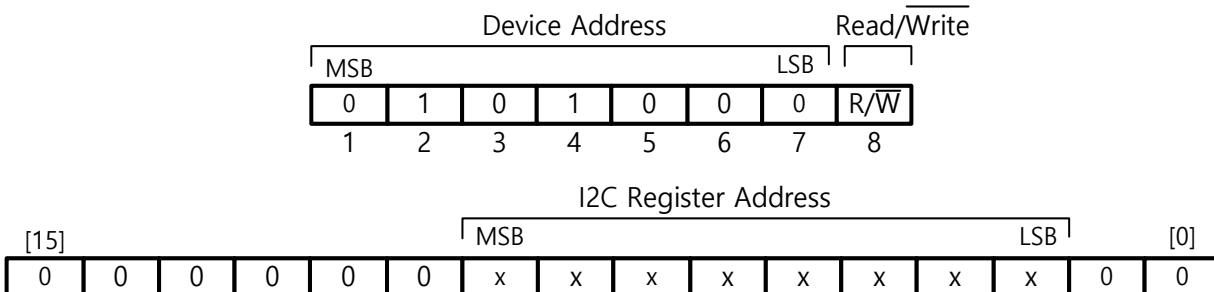 Device Address Read/Write
MSB LSB
0 1 0 1 0 0 0 R/W
1 2 3 4 5 6 7 8
I2C Register Address
[15] MSB LSB [0]
0 0 0 0 0 0 x x x x x x x x 0 0